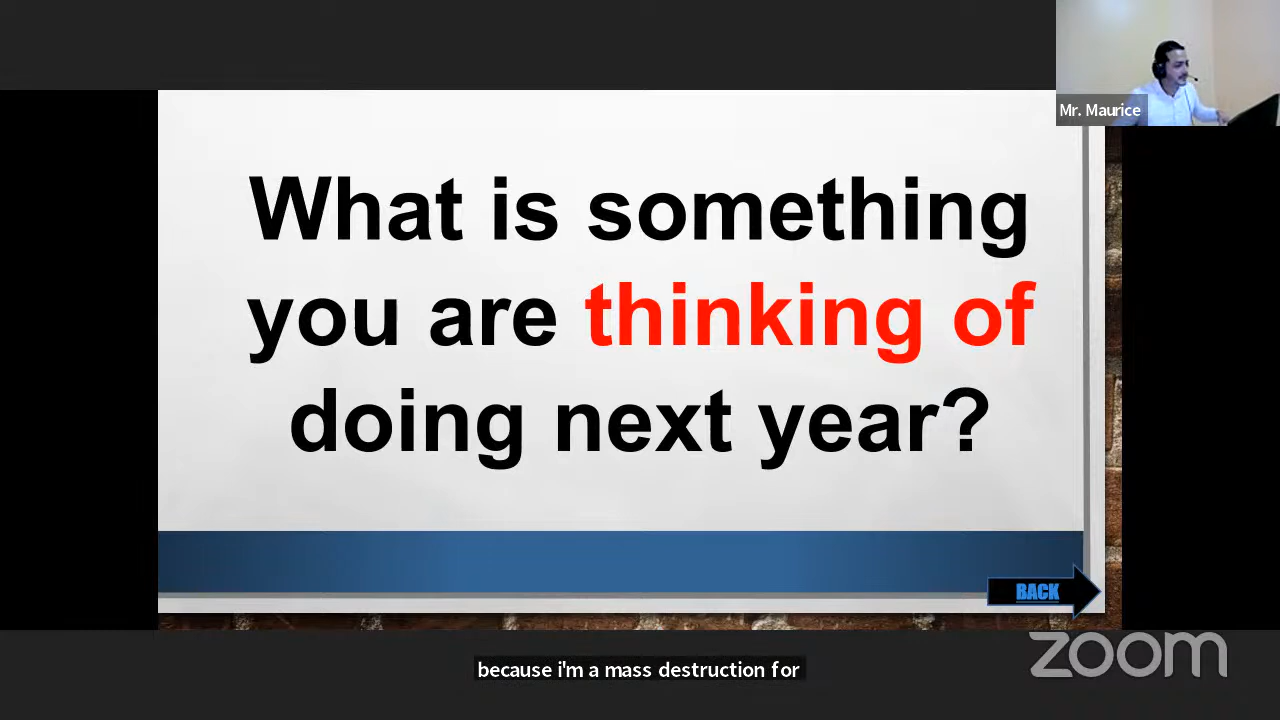 Mr. Maurice
What is something
you are thinking of
doing next year?
BACK
zoom
because i'm a mass destruction for